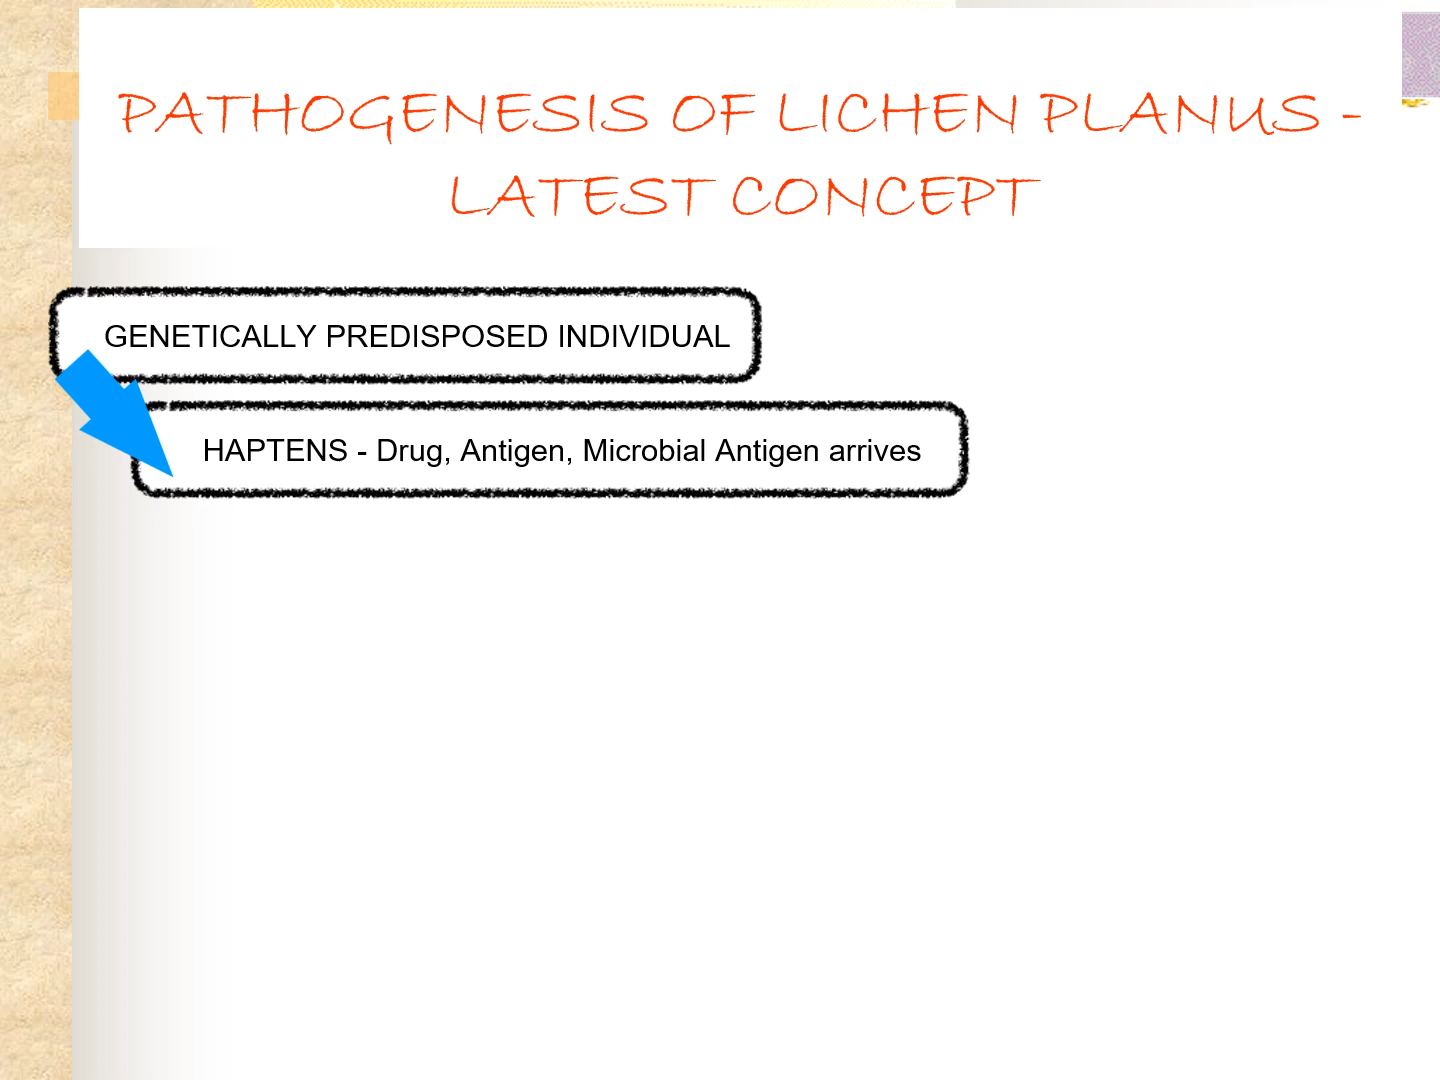 PATHOGENESIS OF LICHEN PLANUS -
LATEST CONCEPT
GENETICALLY PREDISPOSED INDIVIDUAL
HAPTENS - Drug, Antigen, Microbial Antigen arrives